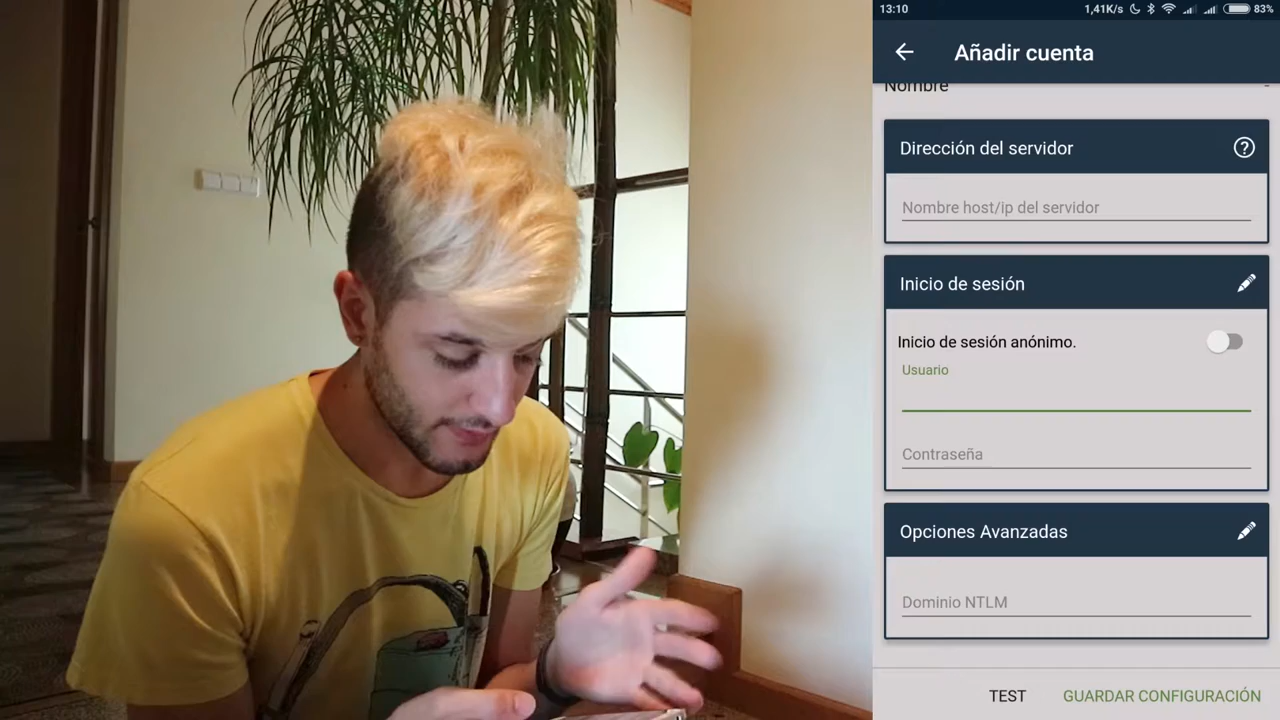 13:10
1,41K/s
83%
Añadir cuenta
Nombre
Dirección del servidor
Nombre host/ip del servidor
Inicio de sesión
Inicio de sesión anónimo.
Usuario
Contraseña
Opciones Avanzadas
Dominio NTLM
TEST
GUARDAR CONFIGURACIÓN